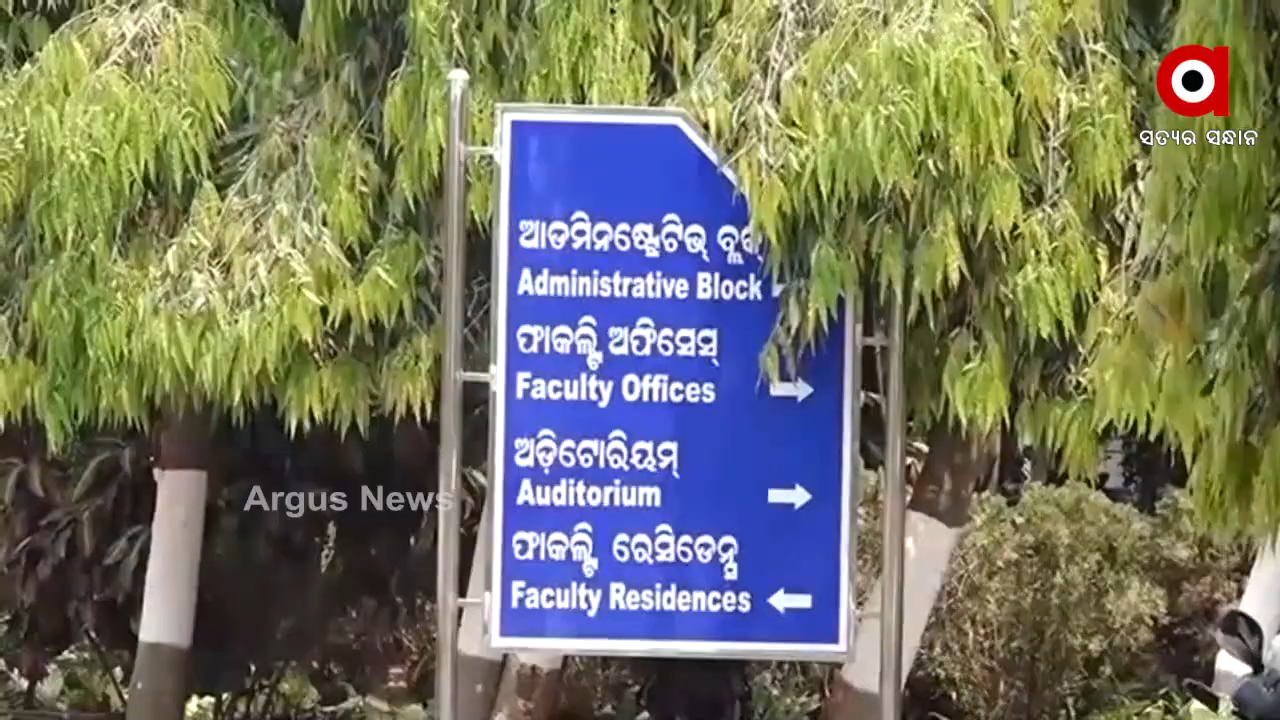 ସତ୍ୟର ସନ୍ଧାନ
ଆଡମିନଷ୍ଟ୍ରେଟିଭ୍ ବ୍ଲକ୍
Administrative Block
ଫାକଲ୍ଟି ଅଫିସେସ୍
Faculty Offices
ଅଡ଼ିଟୋରିୟମ୍
Auditorium
ଫାକଲ୍ଟି ରେସିଡେନ୍ସ
Faculty Residences
Argus News